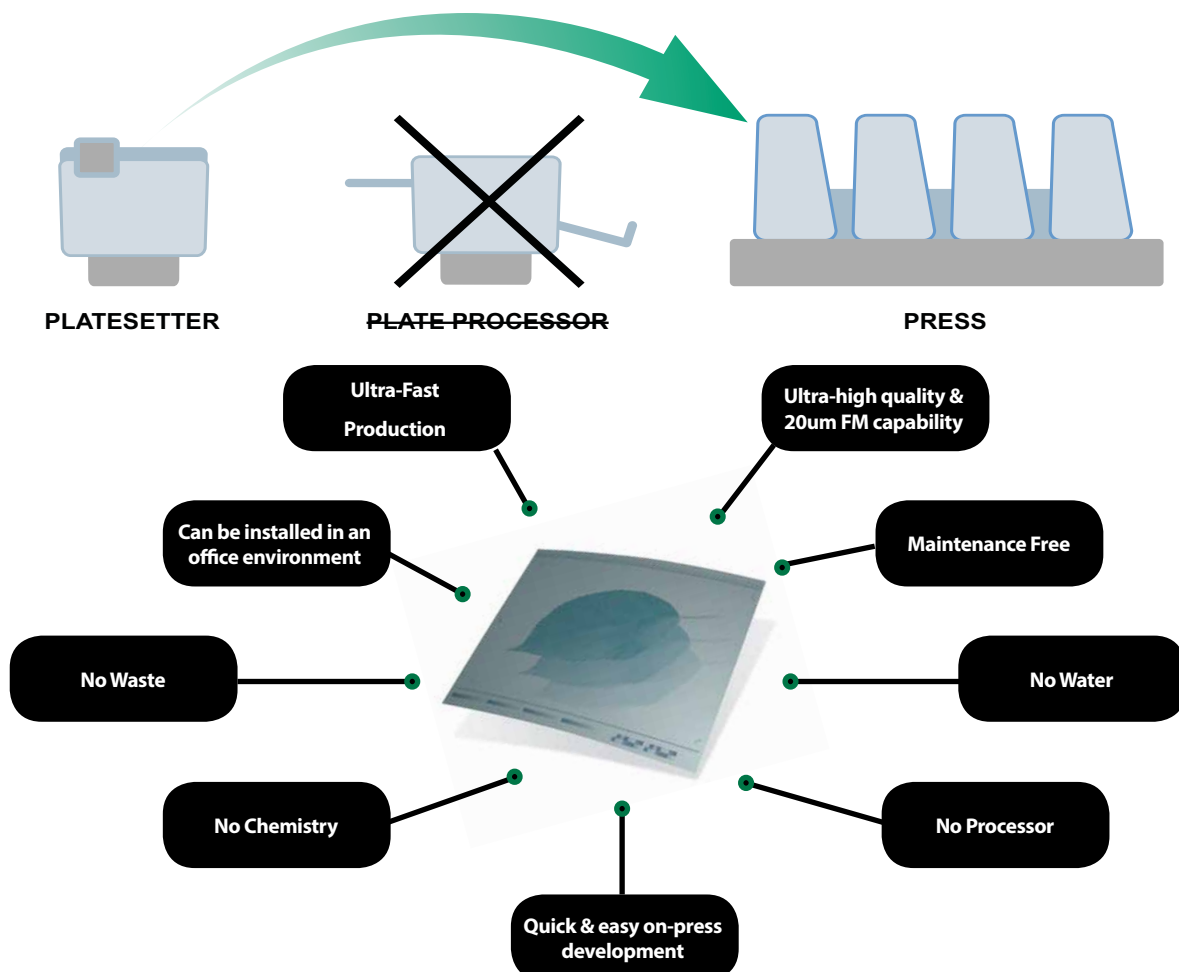 PLATESETTER
PLATE PROCESSOR
PRESS
Ultra-Fast
Production
Ultra-high quality &
20um FM capability
Can be installed in an
office environment
Maintenance Free
No Waste
No Water
No Chemistry
No Processor
Quick & easy on-press
development